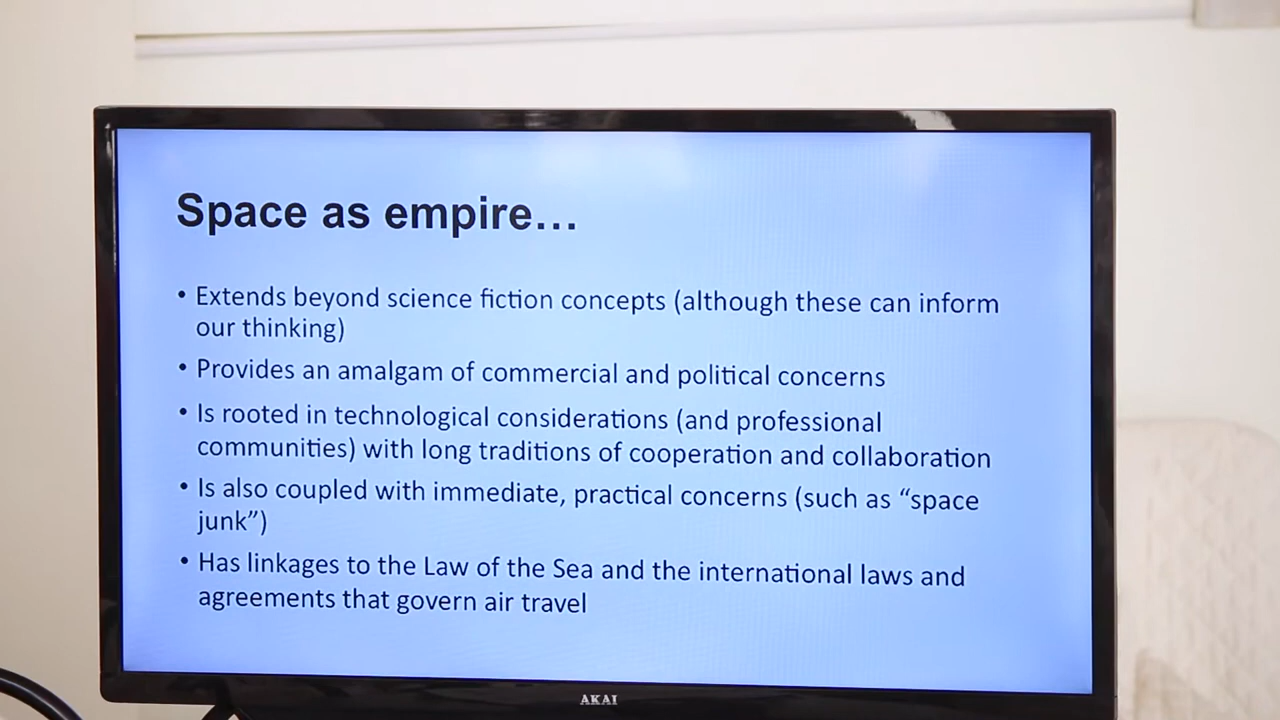 Space as empire…
• Extends beyond science fiction concepts (although these can inform
our thinking)
• Provides an amalgam of commercial and political concerns
• Is rooted in technological considerations (and professional
communities) with long traditions of cooperation and collaboration
• Is also coupled with immediate, practical concerns (such as “space
junk”)
• Has linkages to the Law of the Sea and the international laws and
agreements that govern air travel
AKAI